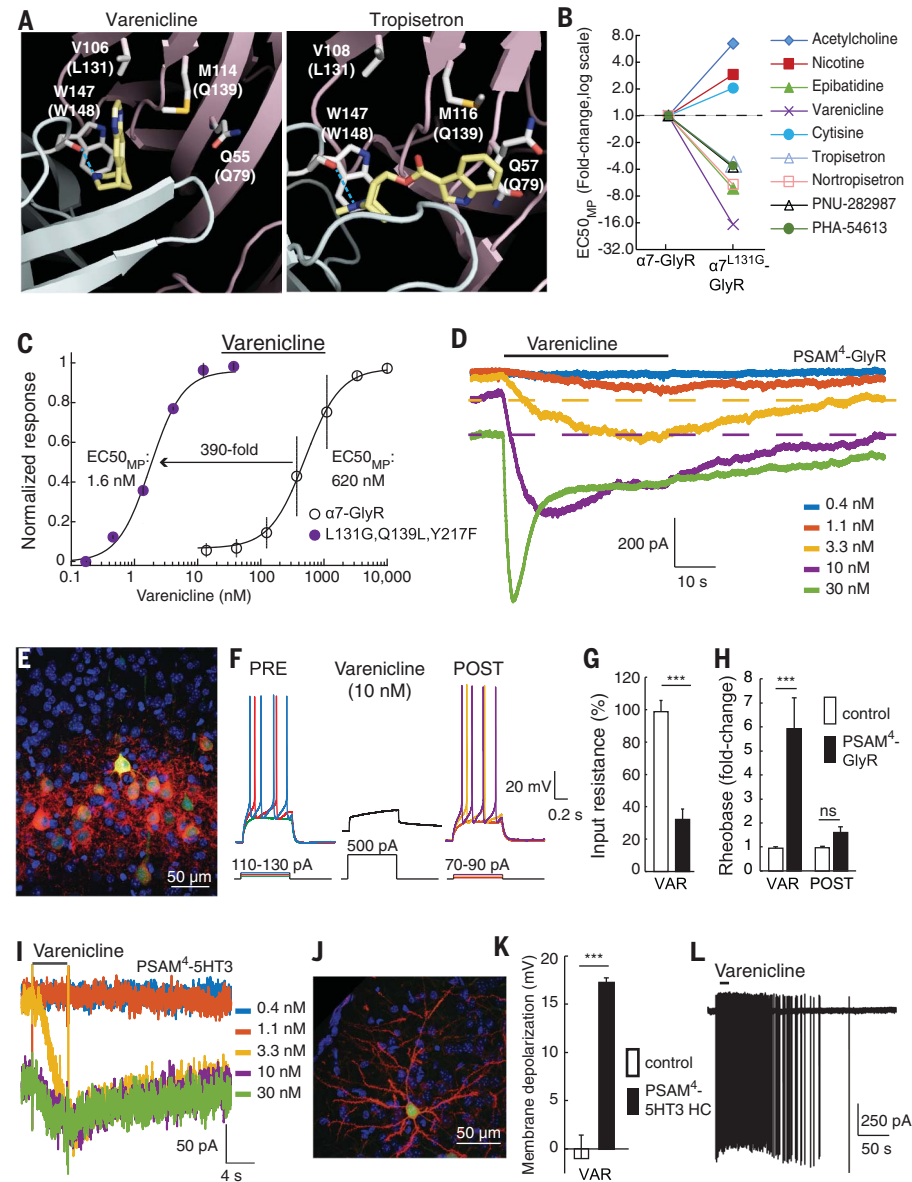 A
Varenicline
V106
(L131)
W147
(W148)
M114
(Q139)
Q55
(Q79)
Tropisetron
V108
(L131)
W147
(W148)
M116
(Q139)
Q57
(Q79)
B
EC50MP (Fold-change,log scale)
8.0
4.0
2.0
1.0
-2.0
-4.0
-8.0
-16.0
-32.0
α7-GlyR
α7L131G-
GlyR
Acetylcholine
Nicotine
Epibatidine
Varenicline
Cytisine
Tropisetron
Nortropisetron
PNU-282987
PHA-54613
C
Varenicline
Normalized response
1
0.8
0.6
0.4
0.2
0
EC50MP:
1.6 nM
390-fold
EC50MP:
620 nM
α7-GlyR
L131G,Q139L,Y217F
0.1
1
10
100
1000
10,000
Varenicline (nM)
D
Varenicline
PSAM4-GlyR
200 pA
10 s
0.4 nM
1.1 nM
3.3 nM
10 nM
30 nM
E
50 µm
F
PRE
Varenicline
(10 nM)
POST
110-130 pA
500 pA
70-90 pA
20 mV
0.2 s
G
Input resistance (%)
***
120
100
80
60
40
20
0
VAR
H
Rheobase (fold-change)
8
7
6
5
4
3
2
1
0
***
ns
VAR
POST
control
PSAM4-
GlyR
I
Varenicline
PSAM4-5HT3
0.4 nM
1.1 nM
3.3 nM
10 nM
30 nM
50 pA
4 s
J
50 µm
K
Membrane depolarization (mV)
20
15
10
5
0
***
VAR
control
PSAM4-
5HT3 HC
L
Varenicline
250 pA
50 s